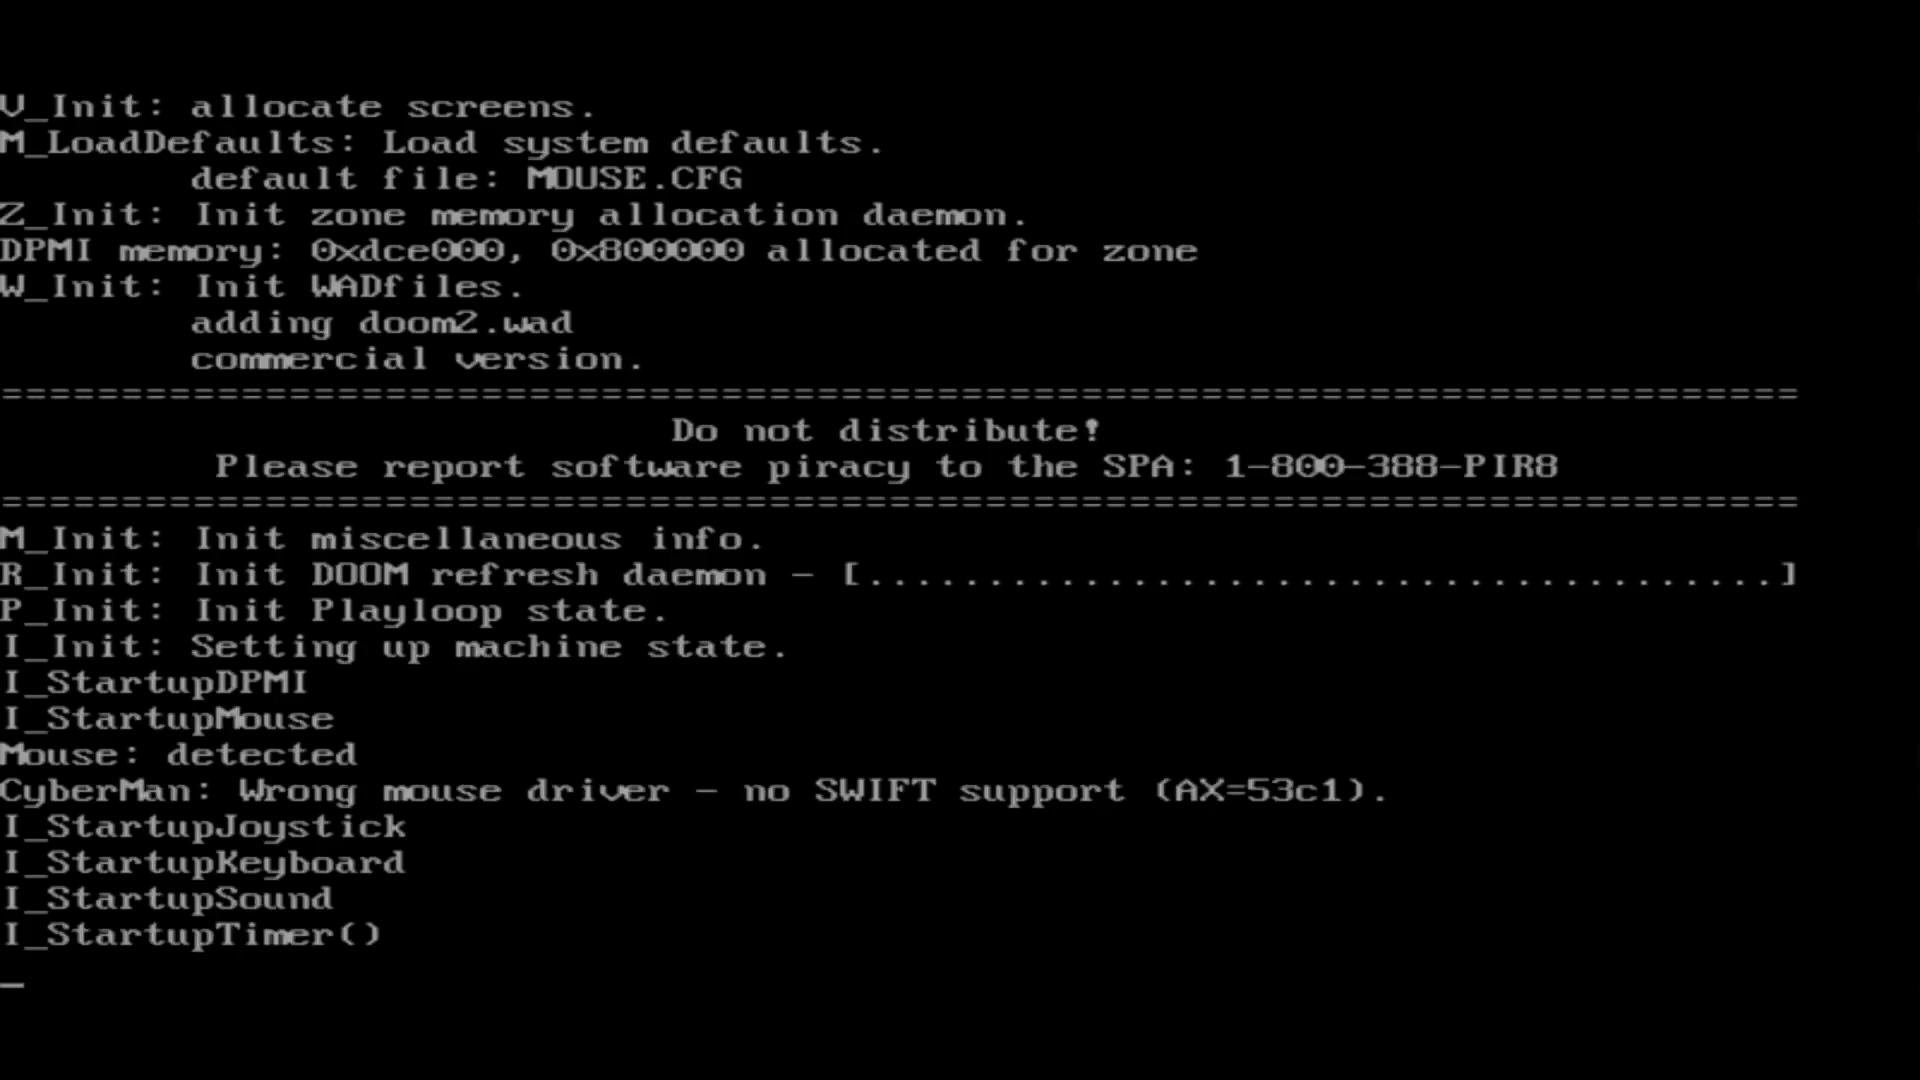 V_Init: allocate screens.
M_LoadDefaults: Load system defaults.
default file: MOUSE.CFG
Z_Init: Init zone memory allocation daemon.
DPMI memory: 0xdce000, 0x800000 allocated for zone
W_Init: Init WADfiles.
adding doom2.wad
commercial version.
===========================================================================
Do not distribute!
Please report software piracy to the SPA: 1-800-388-PIR8
===========================================================================
M_Init: Init miscellaneous info.
R_Init: Init DOOM refresh daemon - [......................................]
P_Init: Init Playloop state.
I_Init: Setting up machine state.
I_StartupDPMI
I_StartupMouse
Mouse: detected
CyberMan: Wrong mouse driver - no SWIFT support (AX=53c1).
I_StartupJoystick
I_StartupKeyboard
I_StartupSound
I_StartupTimer()
_